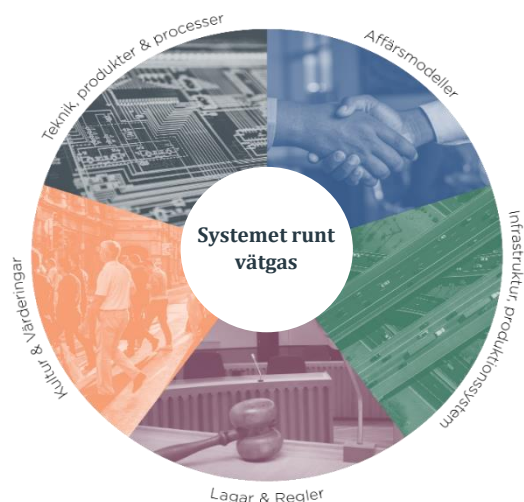 Teknik, produkter & processer
Affärsmodeller
Systemet runt
vätgas
Infrastruktur, produktionssystem
Kultur & Värderingar
Lagar & Regler